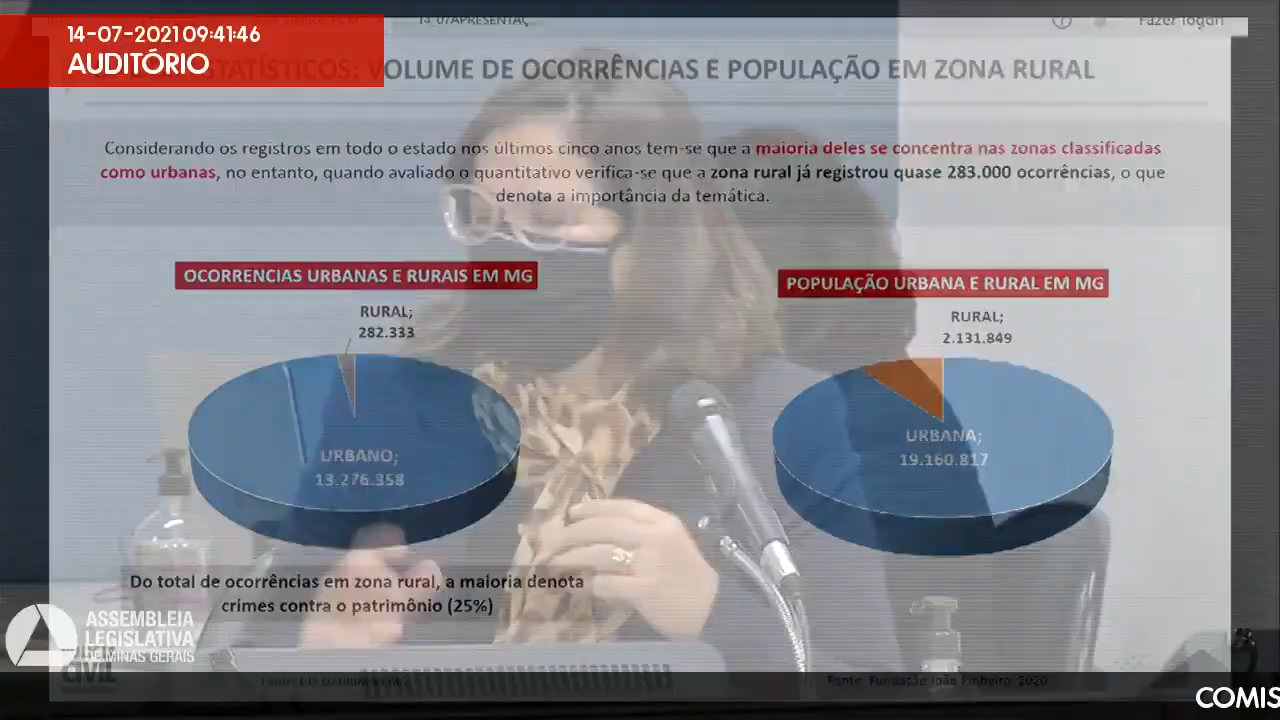 14-07-2021 09:41:46
AUDITÓRIO
Fazer logon
ESTATÍSTICOS: VOLUME DE OCORRÊNCIAS E POPULAÇÃO EM ZONA RURAL
Considerando os registros em todo o estado nos últimos cinco anos tem-se que a maioria deles se concentra nas zonas classificadas
como urbanas, no entanto, quando avaliado o quantitativo verifica-se que a zona rural já registrou quase 283.000 ocorrências, o que
denota a importância da temática.
OCORRENCIAS URBANAS E RURAIS EM MG
RURAL;
282.333
URBANO;
13.276.358
POPULAÇÃO URBANA E RURAL EM MG
RURAL;
2.131.849
URBANA;
19.160.817
Do total de ocorrências em zona rural, a maioria denota
crimes contra o patrimônio (25%)
ASSEMBLEIA
LEGISLATIVA
DE MINAS GERAIS
CIVIL
Fonte: Fundação João Pinheiro, 2020
COMIS